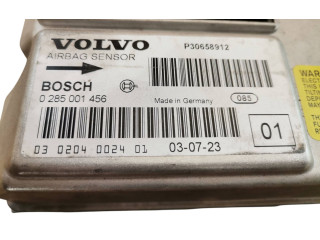 VOLVO
P30658912
AIRBAG SENSOR
BOSCH
0 285 001 456
Made in Germany
085
01
03 0204 0024 01
03-07-23